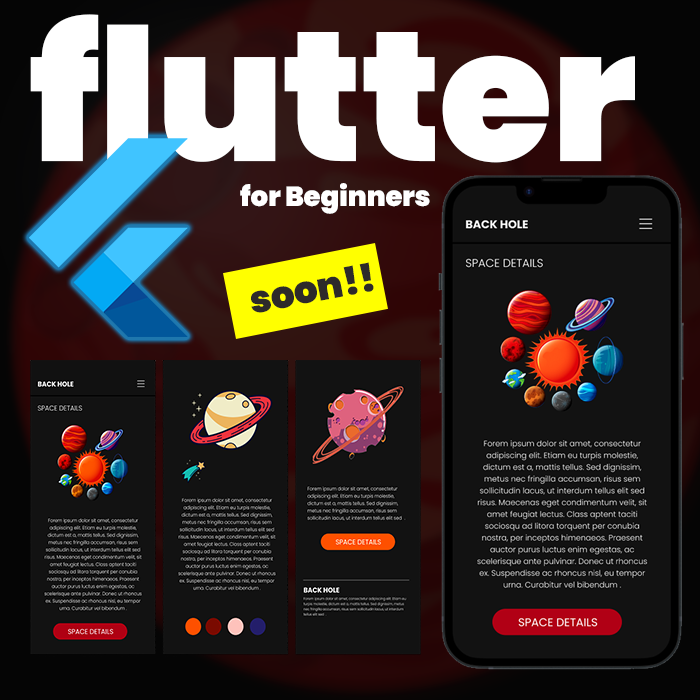 flutter
for Beginners
soon!!
BACK HOLE
SPACE DETAILS
Forem ipsum dolor sit amet, consectetur
adipiscing elit. Etiam eu turpis molestie,
dictum est a, mattis tellus. Sed dignissim,
metus nec fringilla accumsan, risus sem
sollicitudin lacus, ut interdum tellus elit sed
risus. Maecenas eget condimentum velit, sit
amet feugiat lectus. Class aptent taciti
sociosqu ad litora torquent per conubia
nostra, per inceptos himenaeos. Praesent
auctor purus luctus enim egestas, ac
scelerisque ante pulvinar. Donec ut rhoncus
ex. Suspendisse ac rhoncus nisl, eu tempor
urna. Curabitur vel bibendum .
SPACE DETAILS
BACK HOLE
SPACE DETAILS
Forem ipsum dolor sit amet, consectetur
adipiscing elit. Etiam eu turpis molestie,
dictum est a, mattis tellus. Sed dignissim,
metus nec fringilla accumsan, risus sem
sollicitudin lacus, ut interdum tellus elit sed
risus. Maecenas eget condimentum velit, sit
amet feugiat lectus. Class aptent taciti
sociosqu ad litora torquent per conubia
nostra, per inceptos himenaeos. Praesent
auctor purus luctus enim egestas, ac
scelerisque ante pulvinar. Donec ut rhoncus
ex. Suspendisse ac rhoncus nisl, eu tempor
urna. Curabitur vel bibendum .
SPACE DETAILS
Forem ipsum dolor sit amet, consectetur
adipiscing elit. Etiam eu turpis molestie,
dictum est a, mattis tellus. Sed dignissim,
metus nec fringilla accumsan, risus sem
sollicitudin lacus, ut interdum tellus elit sed
risus. Maecenas eget condimentum velit, sit
amet feugiat lectus. Class aptent taciti
sociosqu ad litora torquent per conubia
nostra, per inceptos himenaeos. Praesent
auctor purus luctus enim egestas, ac
scelerisque ante pulvinar. Donec ut rhoncus
ex. Suspendisse ac rhoncus nisl, eu tempor
urna. Curabitur vel bibendum .
Forem ipsum dolor sit amet, consectetur
adipiscing elit. Etiam eu turpis molestie,
dictum est a, mattis tellus. Sed dignissim,
metus nec fringilla accumsan, risus sem
sollicitudin lacus, ut interdum tellus elit sed .
SPACE DETAILS
BACK HOLE